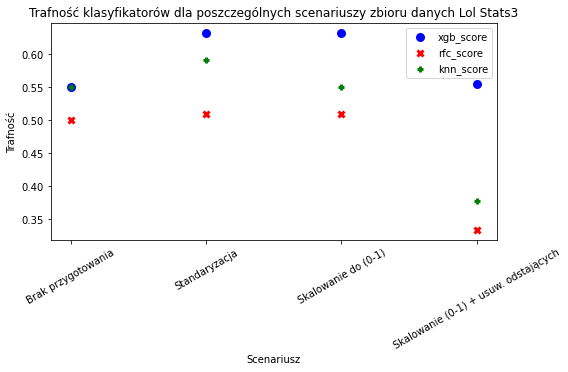 Trafność klasyfikatorów dla poszczególnych scenariuszy zbioru danych Lol Stats3
xgb_score
rfc_score
knn_score
Trafność
0.60
0.55
0.50
0.45
0.40
0.35
Brak przygotowania
Standaryzacja
Skalowanie do (0-1)
Skalowanie (0-1) + usuw. odstających
Scenariusz